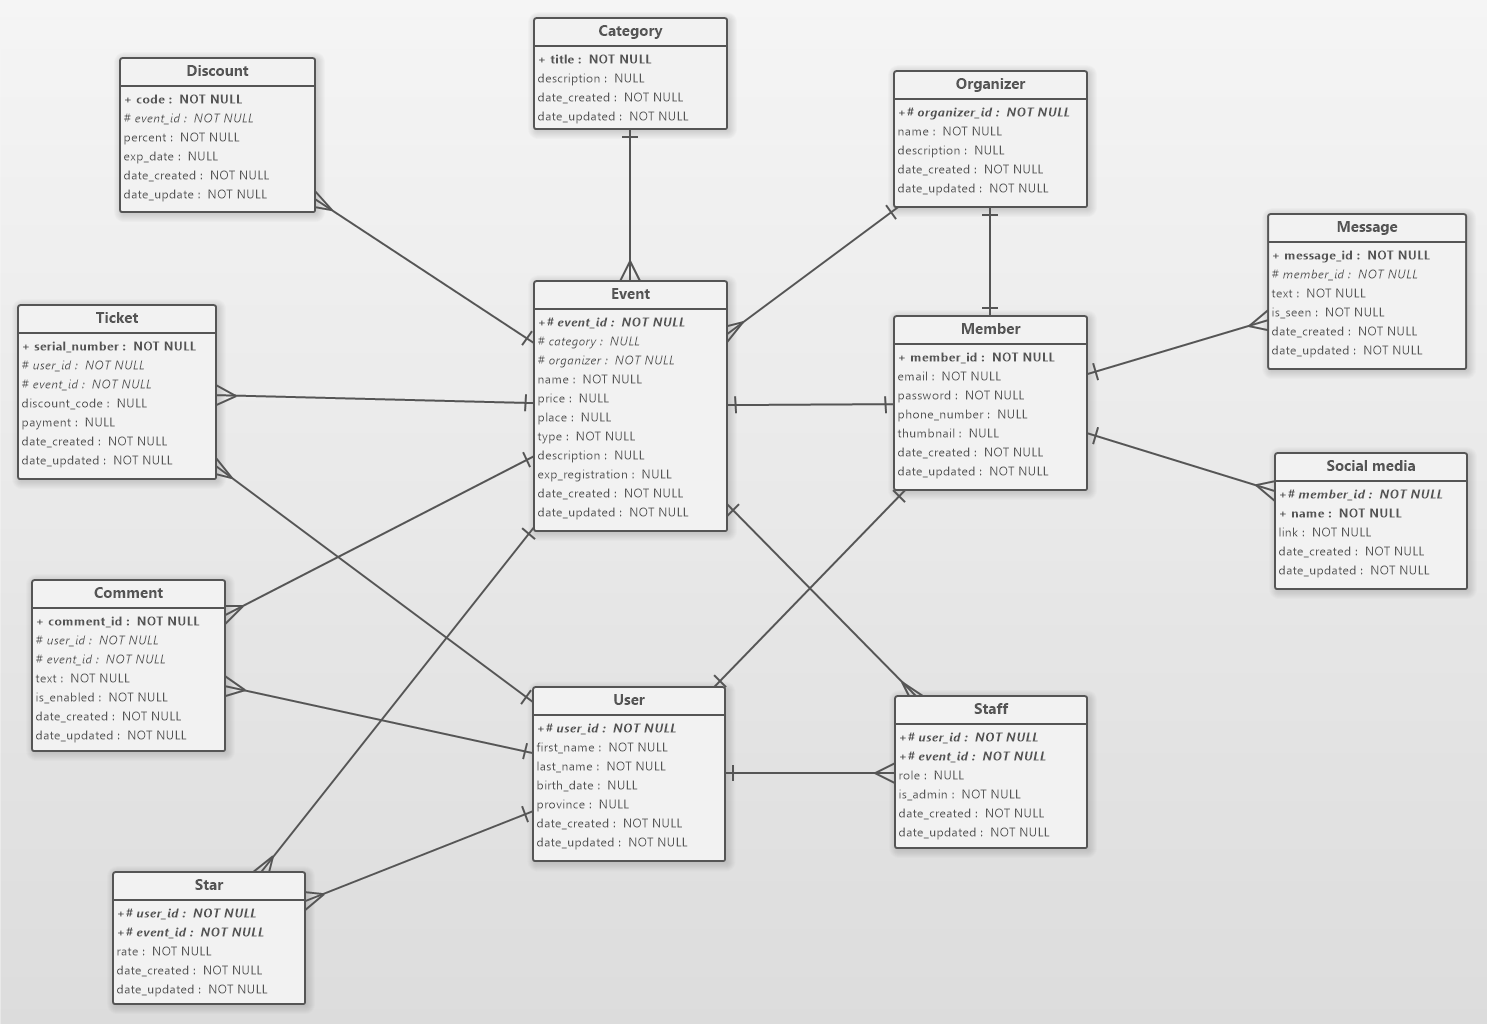 Category
+ title : NOT NULL
description : NULL
date_created : NOT NULL
date_updated : NOT NULL
Discount
+ code : NOT NULL
# event_id : NOT NULL
percent : NOT NULL
exp_date : NULL
date_created : NOT NULL
date_update : NOT NULL
Organizer
+# organizer_id : NOT NULL
name : NOT NULL
description : NULL
date_created : NOT NULL
date_updated : NOT NULL
Message
+ message_id : NOT NULL
# member_id : NOT NULL
text : NOT NULL
is_seen : NOT NULL
date_created : NOT NULL
date_updated : NOT NULL
Event
+# event_id : NOT NULL
# category : NULL
# organizer : NOT NULL
name : NOT NULL
price : NULL
place : NULL
type : NOT NULL
description : NULL
exp_registration : NULL
date_created : NOT NULL
date_updated : NOT NULL
Ticket
+ serial_number : NOT NULL
# user_id : NOT NULL
# event_id : NOT NULL
discount_code : NULL
payment : NULL
date_created : NOT NULL
date_updated : NOT NULL
Member
+ member_id : NOT NULL
email : NOT NULL
password : NOT NULL
phone_number : NULL
thumbnail : NULL
date_created : NOT NULL
date_updated : NOT NULL
Social media
+# member_id : NOT NULL
+ name : NOT NULL
link : NOT NULL
date_created : NOT NULL
date_updated : NOT NULL
Comment
+ comment_id : NOT NULL
# user_id : NOT NULL
# event_id : NOT NULL
text : NOT NULL
is_enabled : NOT NULL
date_created : NOT NULL
date_updated : NOT NULL
User
+# user_id : NOT NULL
first_name : NOT NULL
last_name : NOT NULL
birth_date : NULL
province : NULL
date_created : NOT NULL
date_updated : NOT NULL
Staff
+# user_id : NOT NULL
+# event_id : NOT NULL
role : NULL
is_admin : NOT NULL
date_created : NOT NULL
date_updated : NOT NULL
Star
+# user_id : NOT NULL
+# event_id : NOT NULL
rate : NOT NULL
date_created : NOT NULL
date_updated : NOT NULL